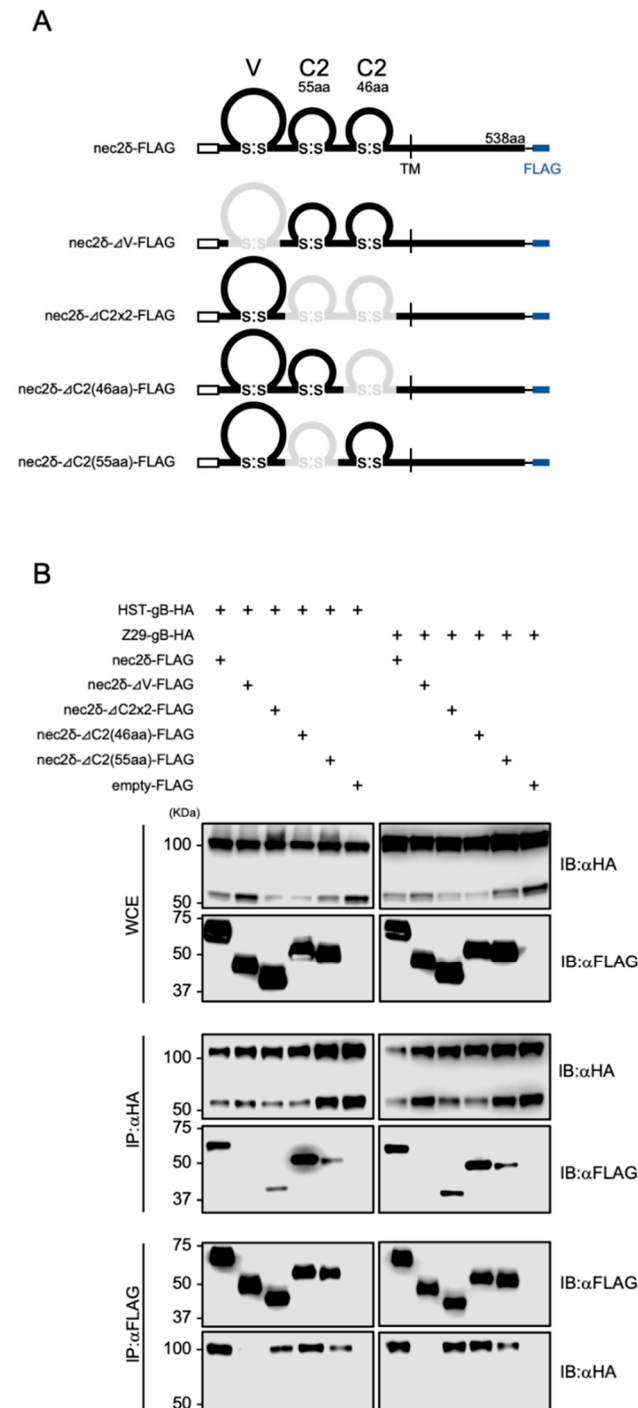 A
V C2 C2
55aa 46aa
S:S S:S S:S
nec2δ-FLAG 538aa
TM FLAG
nec2δ-⊿V-FLAG S:S S:S S:S
nec2δ-⊿C2x2-FLAG S:S S:S S:S
nec2δ-⊿C2(46aa)-FLAG S:S S:S S:S
nec2δ-⊿C2(55aa)-FLAG S:S S:S S:S
B
HST-gB-HA + + + + + +
Z29-gB-HA + + + + + +
nec2δ-FLAG + +
nec2δ-⊿V-FLAG + +
nec2δ-⊿C2x2-FLAG + +
nec2δ-⊿C2(46aa)-FLAG + +
nec2δ-⊿C2(55aa)-FLAG + +
empty-FLAG + +
(KDa)
WCE
100
IB:αHA
50
75
50 IB:αFLAG
37
IP:αHA
100 IB:αHA
50
75
50 IB:αFLAG
37
IP:αFLAG
75
50 IB:αFLAG
37
100
IB:αHA
50